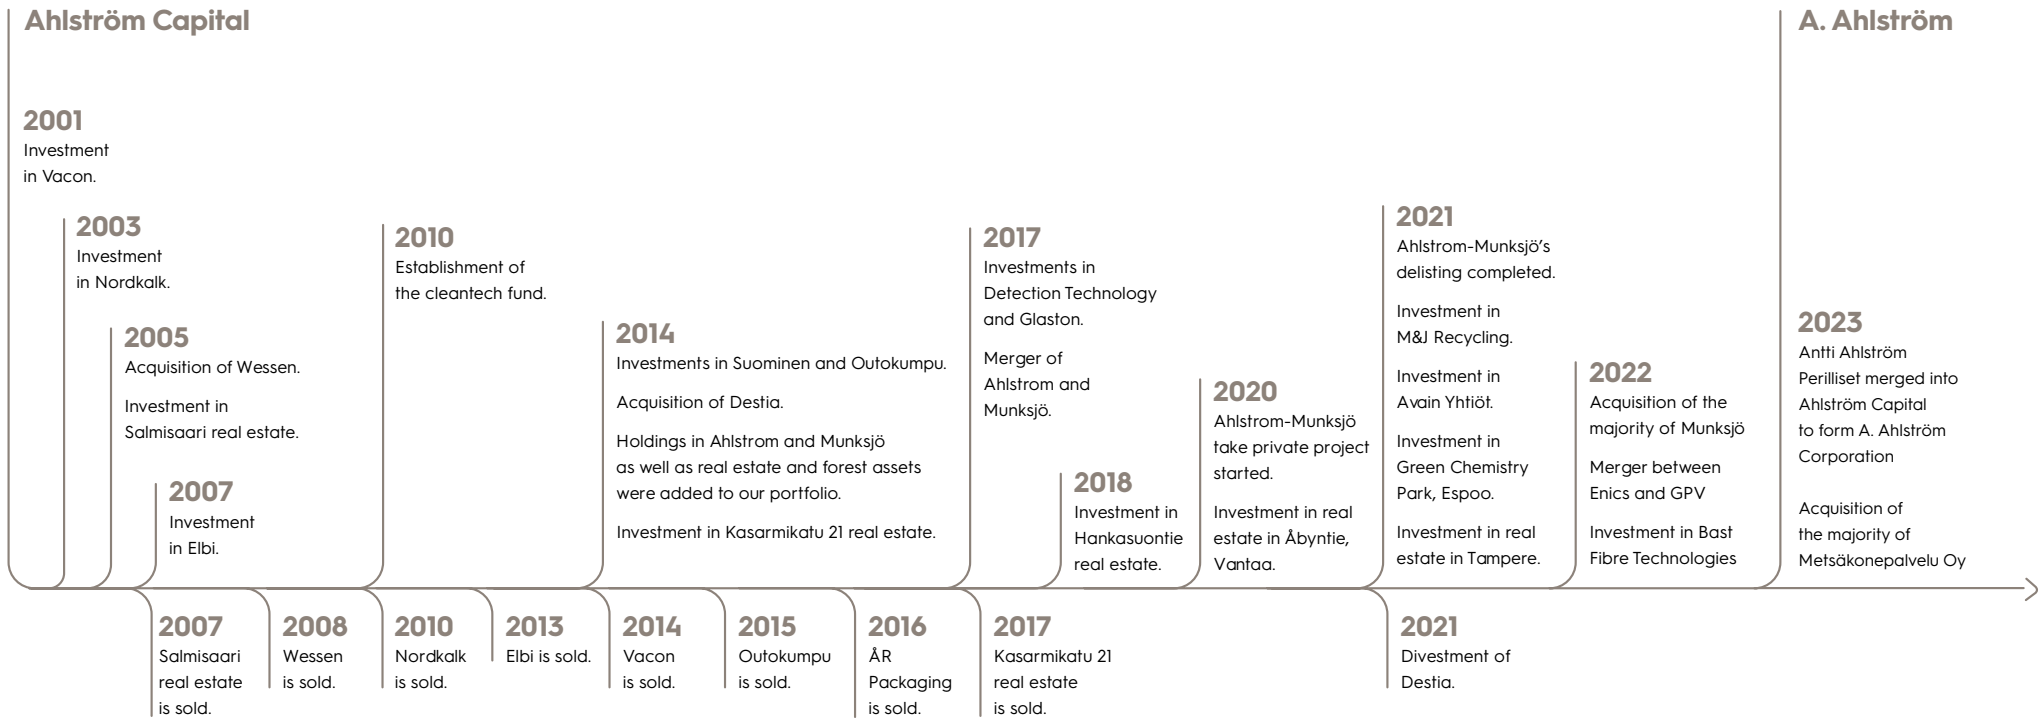 Ahlström Capital
A. Ahlström
2001
Investment
in Vacon.
2003
Investment
in Nordkalk.
2005
Acquisition of Wessen.
Investment in
Salmisaari real estate.
2007
Investment
in Elbi.
2010
Establishment of
the cleantech fund.
2014
Investments in Suominen and Outokumpu.
Acquisition of Destia.
Holdings in Ahlstrom and Munksjö
as well as real estate and forest assets
were added to our portfolio.
Investment in Kasarmikatu 21 real estate.
2017
Investments in
Detection Technology
and Glaston.
Merger of
Ahlstrom and
Munksjö.
2018
Investment in
Hankasuontie
real estate.
2020
Ahlstrom-Munksjö
take private project
started.
Investment in real
estate in Åbyntie,
Vantaa.
2021
Ahlstrom-Munksjö’s
delisting completed.
Investment in
M&J Recycling.
Investment in
Avain Yhtiöt.
Investment in
Green Chemistry
Park, Espoo.
Investment in real
estate in Tampere.
2022
Acquisition of the
majority of Munksjö
Merger between
Enics and GPV
Investment in Bast
Fibre Technologies
2023
Antti Ahlström
Perilliset merged into
Ahlström Capital
to form A. Ahlström
Corporation
Acquisition of
the majority of
Metsäkonepalvelu Oy
2007
Salmisaari
real estate
is sold.
2008
Wessen
is sold.
2010
Nordkalk
is sold.
2013
Elbi is sold.
2014
Vacon
is sold.
2015
Outokumpu
is sold.
2016
ÅR
Packaging
is sold.
2017
Kasarmikatu 21
real estate
is sold.
2021
Divestment of
Destia.